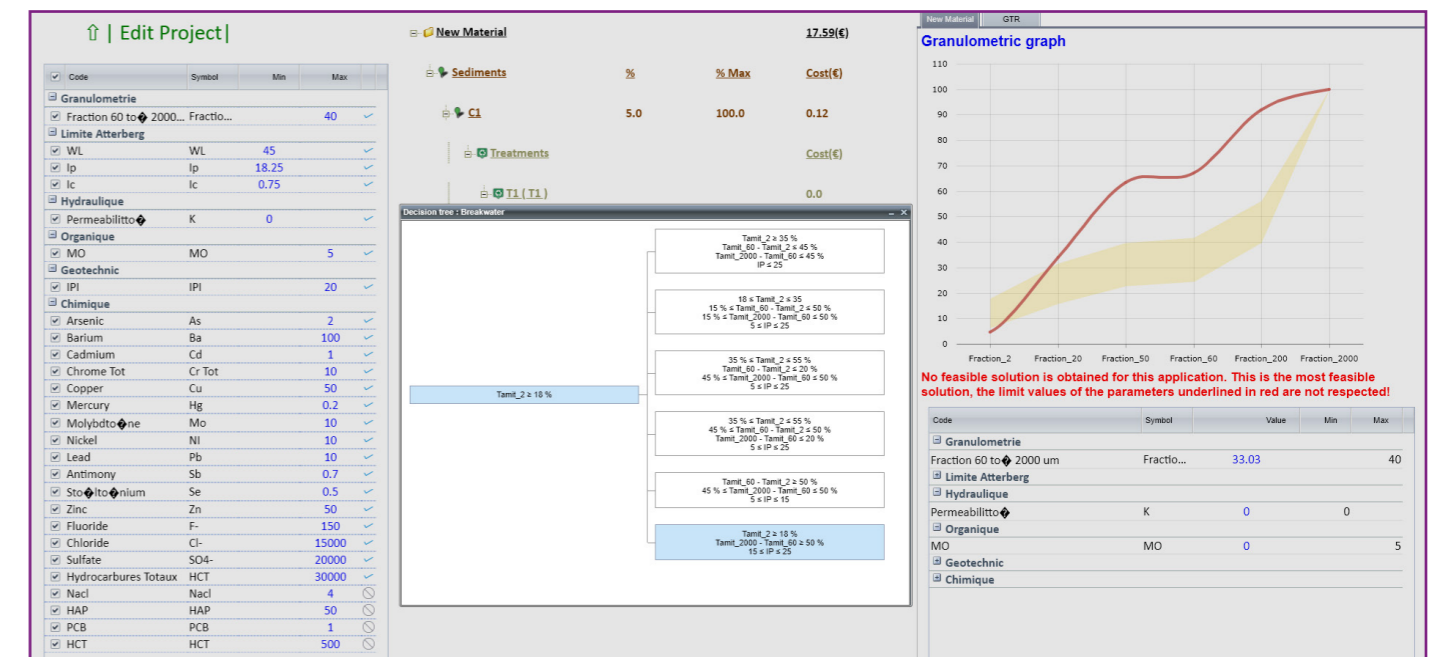 ⇧ | Edit Project|
Code Symbol Min Max
Granulometrie
Fraction 60 to� 2000... Fractio... 40
Limite Atterberg
WL WL 45
Ip Ip 18.25
Ic Ic 0.75
Hydraulique
Permeabilitto� K 0
Organique
MO MO 5
Geotechnic
IPI IPI 20
Chimique
Arsenic As 2
Barium Ba 100
Cadmium Cd 1
Chrome Tot Cr Tot 10
Copper Cu 50
Mercury Hg 0.2
Molybdto�ne Mo 10
Nickel NI 10
Lead Pb 10
Antimony Sb 0.7
Sto�lto�nium Se 0.5
Zinc Zn 50
Fluoride F- 150
Chloride Cl- 15000
Sulfate SO4- 20000
Hydrocarbures Totaux HCT 30000
Nacl Nacl 4
HAP HAP 50
PCB PCB 1
HCT HCT 500
New Material 17.59(€)
Sediments % % Max Cost(€)
C1 5.0 100.0 0.12
Treatments Cost(€)
T1 ( T1 ) 0.0
Decision tree : Breakwater
Tamit_2 ≥ 18 %
Tamit_2 ≥ 35 %
Tamit_60 - Tamit_2 ≤ 45 %
Tamit_2000 - Tamit_60 ≤ 45 %
IP ≤ 25
18 ≤ Tamit_2 ≤ 35
15 % ≤ Tamit_60 - Tamit_2 ≤ 50 %
15 % ≤ Tamit_2000 - Tamit_60 ≤ 50 %
5 ≤ IP ≤ 25
35 % ≤ Tamit_2 ≤ 55 %
Tamit_60 - Tamit_2 ≤ 20 %
45 % ≤ Tamit_2000 - Tamit_60 ≤ 50 %
5 ≤ IP ≤ 25
35 % ≤ Tamit_2 ≤ 55 %
45 % ≤ Tamit_60 - Tamit_2 ≤ 50 %
Tamit_2000 - Tamit_60 ≤ 20 %
5 ≤ IP ≤ 25
Tamit_60 - Tamit_2 ≥ 50 %
45 % ≤ Tamit_2000 - Tamit_60 ≤ 50 %
5 ≤ IP ≤ 15
Tamit_2 ≥ 18 %
Tamit_2000 - Tamit_60 ≥ 50 %
15 ≤ IP ≤ 25
New Material GTR
Granulometric graph
110
100
90
80
70
60
50
40
30
20
10
0
Fraction_2 Fraction_20 Fraction_50 Fraction_60 Fraction_200 Fraction_2000
No feasible solution is obtained for this application. This is the most feasible
solution, the limit values of the parameters underlined in red are not respected!
Code Symbol Value Min Max
Granulometrie
Fraction 60 to� 2000 um Fractio... 33.03 40
Limite Atterberg
Hydraulique
Permeabilitto� K 0 0
Organique
MO MO 0 5
Geotechnic
Chimique